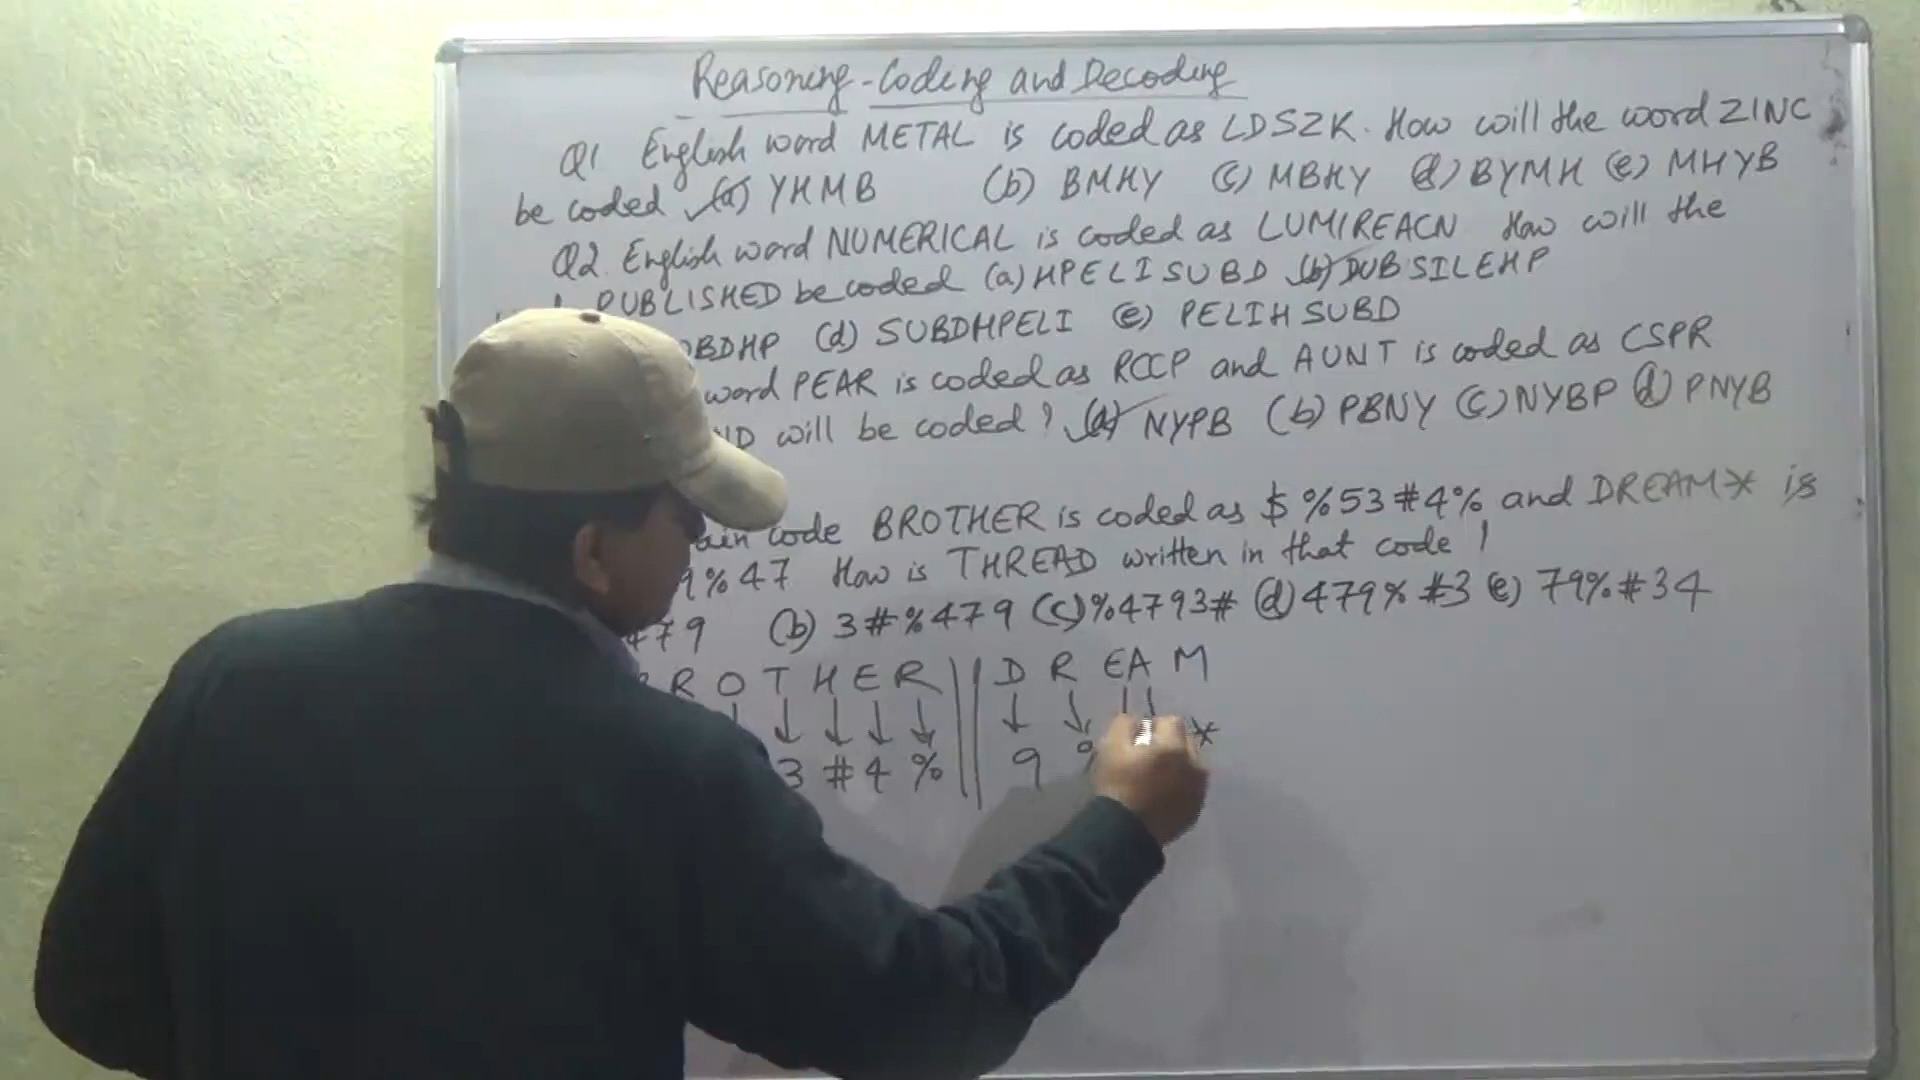 Reasoning - Coding and Decoding
Q1 English word METAL is coded as LDSZK. How will the word ZINC
be coded (a) YHMB (b) BMHY (c) MBHY (d) BYMH (e) MHYB
Q2. English word NUMERICAL is coded as LUMIREACN How will the
PUBLISHED be coded (a) HPELISUBD (b) DUBSILEHP
BDHP (d) SUBDHPELI (e) PELIHSUBD
word PEAR is coded as RCCP and AUNT is coded as CSPR
ND will be coded? (a) NYPB (b) PBNY (c) NYBP (d) PNYB
code BROTHER is coded as $%53#4% and DREAM* is
9%47 How is THREAD written in that code?
479 (b) 3#%479 (c) %4793# (d) 479%#3 (e) 79%#34
R O T H E R || D R E A M
3 # 4 % 9 % *